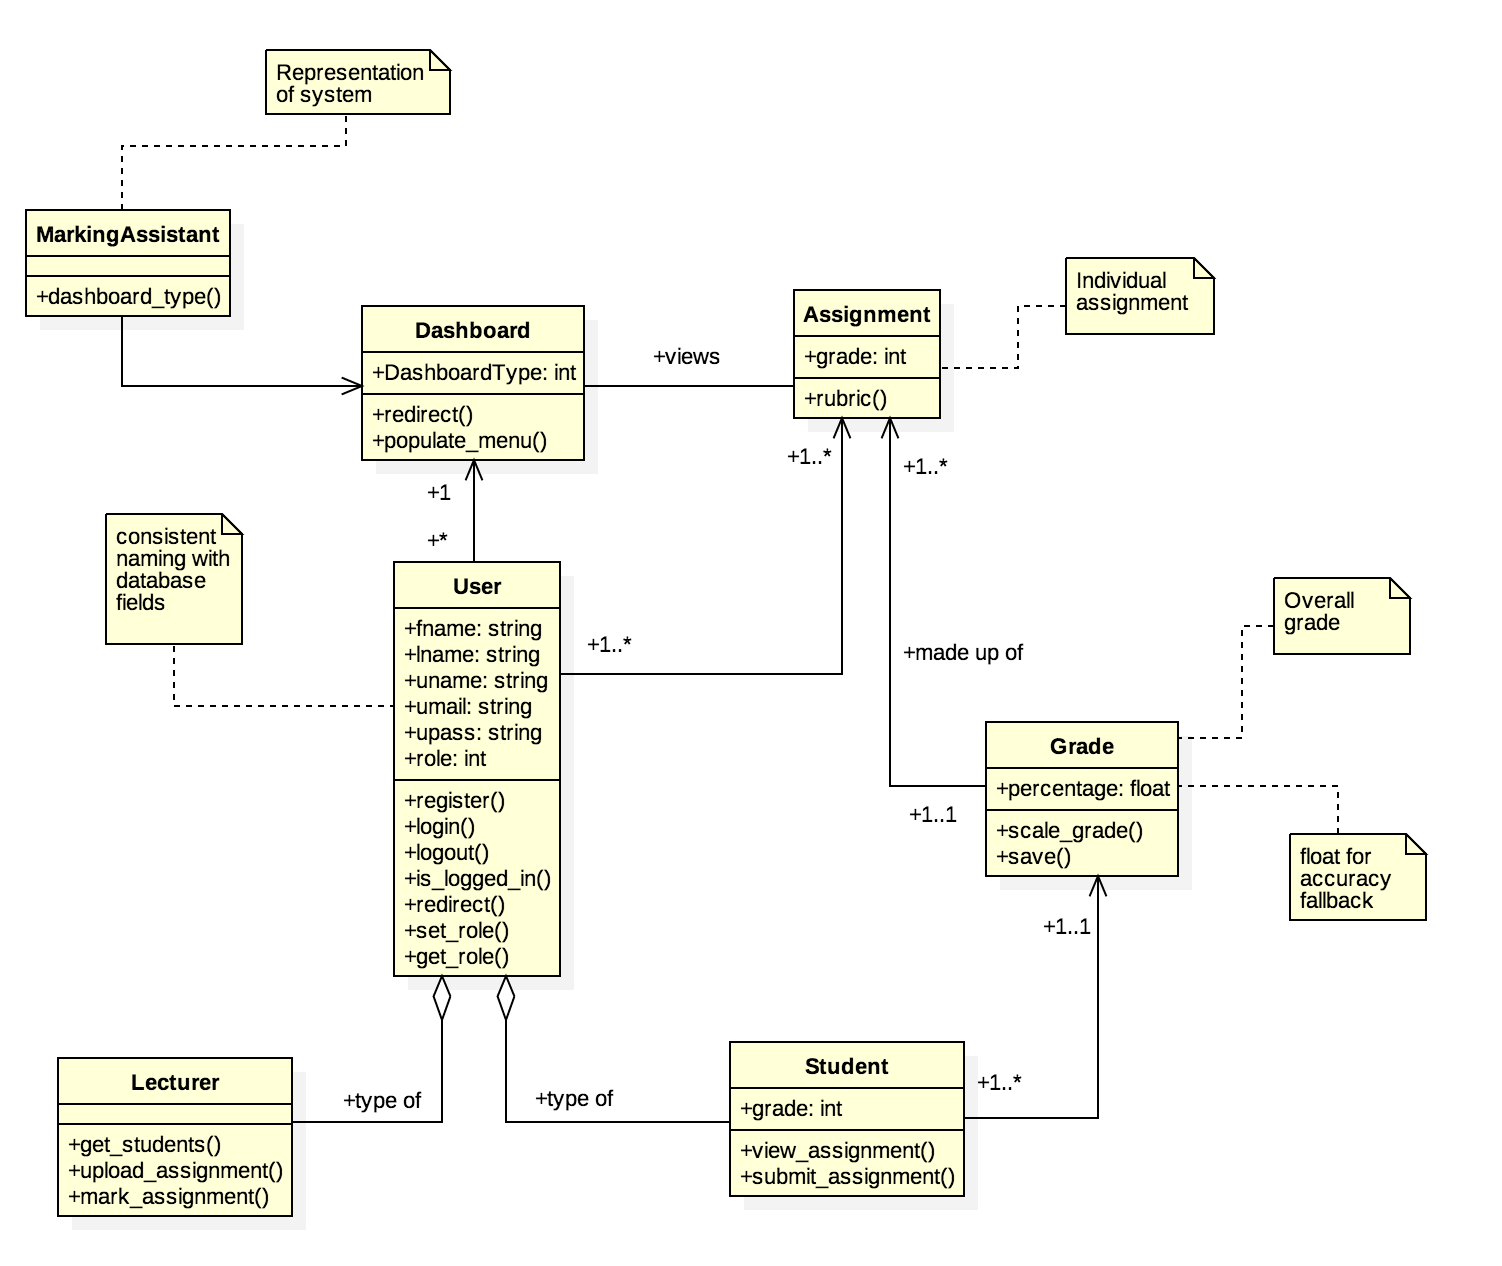 Representation
of system
MarkingAssistant
+dashboard_type()
Dashboard
+DashboardType: int
+redirect()
+populate_menu()
+views
Assignment
+grade: int
+rubric()
Individual
assignment
+1..*
+1..*
+1
+*
consistent
naming with
database
fields
User
+fname: string
+lname: string
+uname: string
+umail: string
+upass: string
+role: int
+register()
+login()
+logout()
+is_logged_in()
+redirect()
+set_role()
+get_role()
+1..*
+made up of
Overall
grade
Grade
+percentage: float
+scale_grade()
+save()
+1..1
float for
accuracy
fallback
+1..1
Lecturer
+get_students()
+upload_assignment()
+mark_assignment()
+type of
+type of
Student
+grade: int
+view_assignment()
+submit_assignment()
+1..*